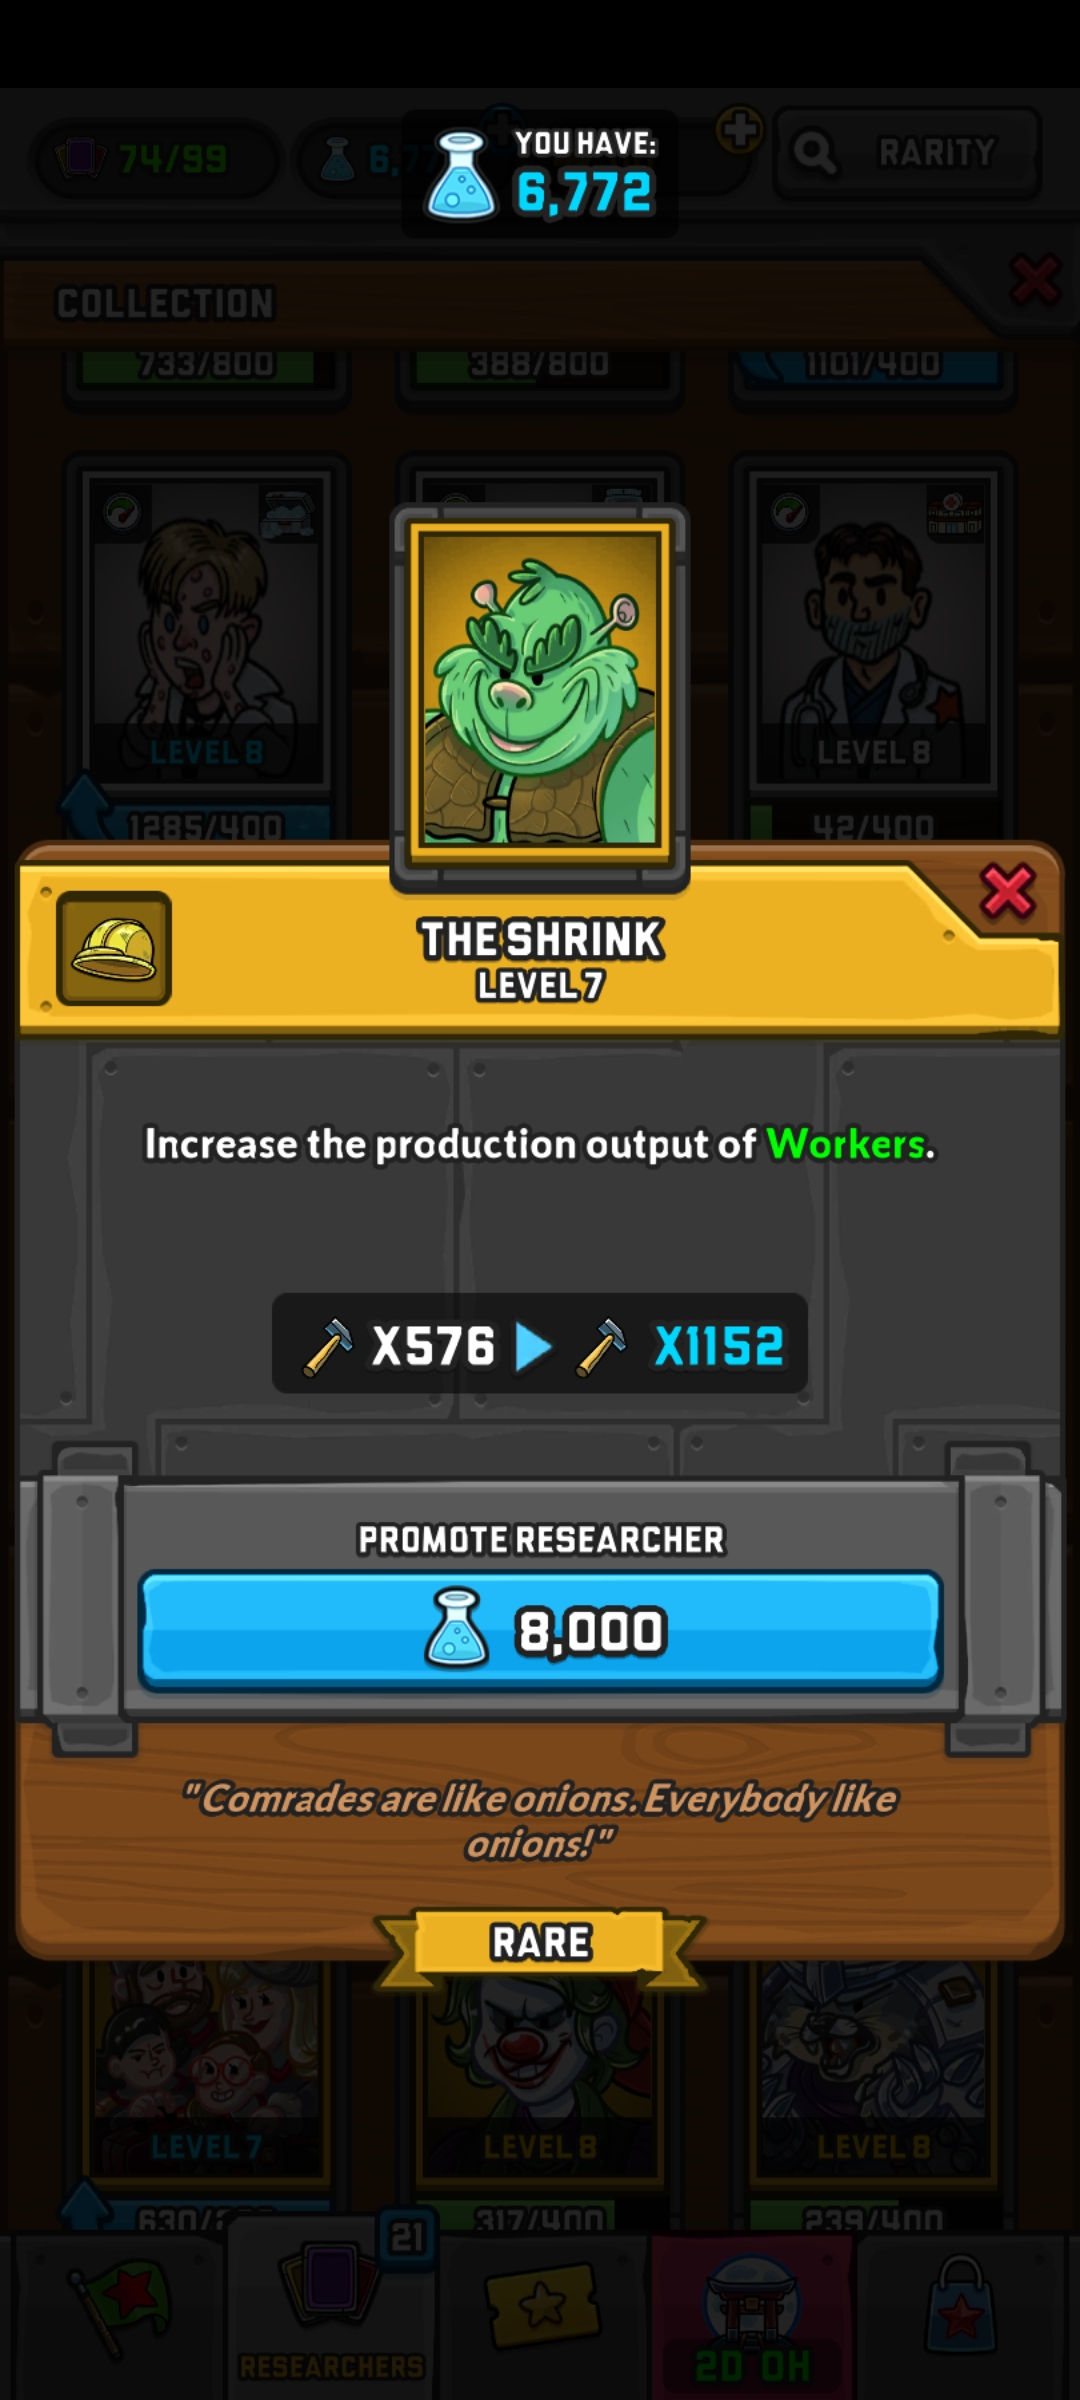 74/99
6,77
YOU HAVE:
6,772
RARITY
COLLECTION
733/800
388/800
1101/400
LEVEL 8
LEVEL 8
1285/400
42/400
THE SHRINK
LEVEL 7
Increase the production output of Workers.
X576
X1152
PROMOTE RESEARCHER
8,000
"Comrades are like onions. Everybody like
onions!"
RARE
LEVEL 7
LEVEL 8
LEVEL 8
317/400
239/400
21
RESEARCHERS
2D 0H